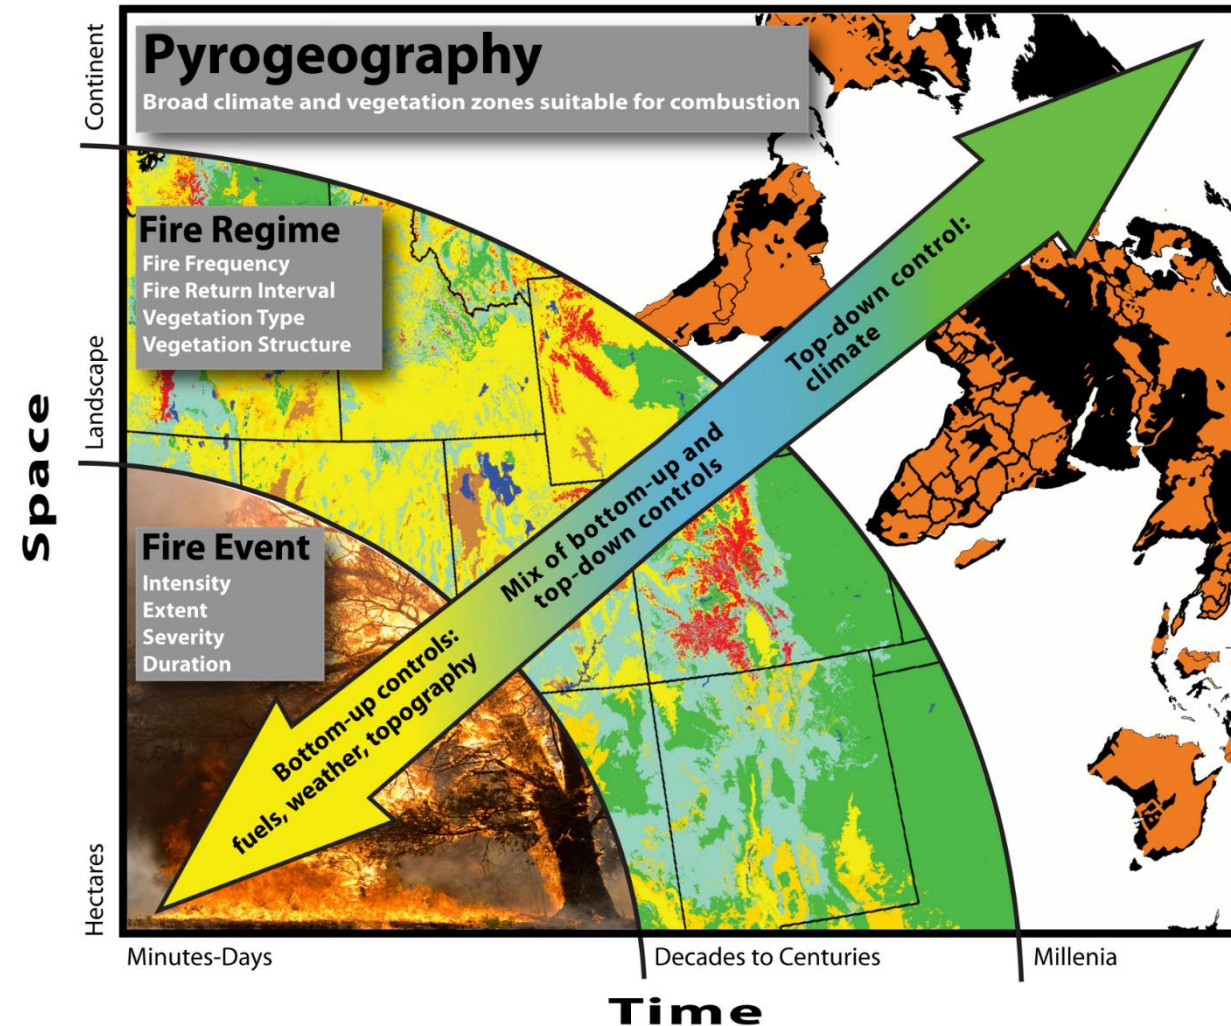 Pyrogeography
Broad climate and vegetation zones suitable for combustion
Fire Regime
Fire Frequency
Fire Return Interval
Vegetation Type
Vegetation Structure
Fire Event
Intensity
Extent
Severity
Duration
Top-down control:
climate
Mix of bottom-up and
top-down controls
Bottom-up controls:
fuels, weather, topography
Space
Continent
Landscape
Hectares
Minutes-Days
Decades to Centuries
Millenia
Time